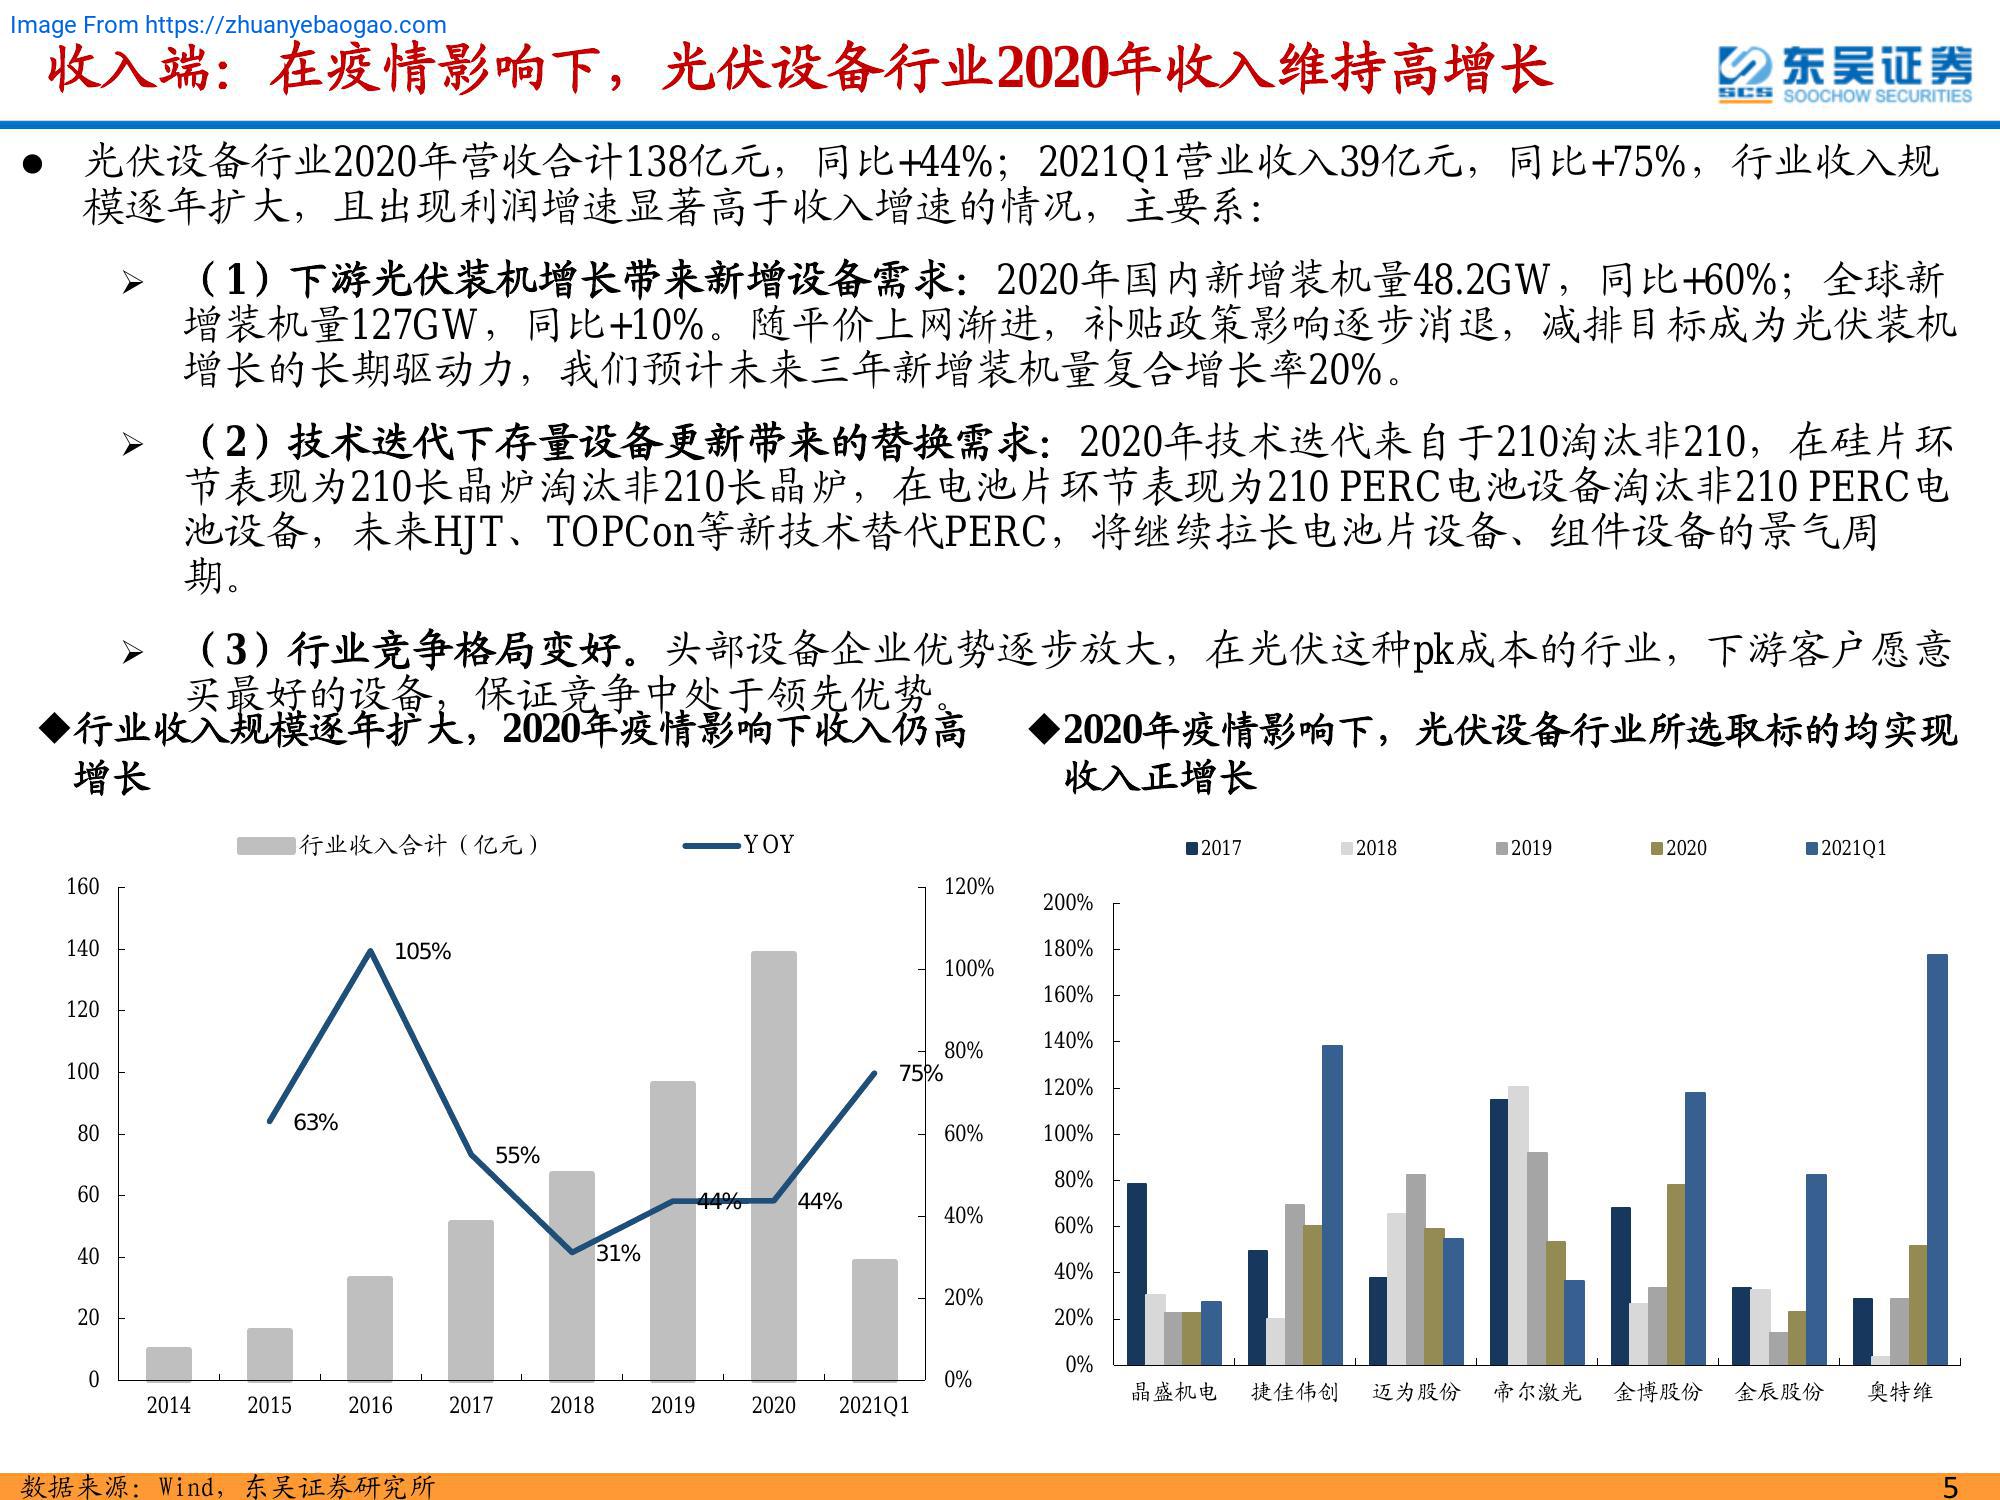 Image From https://zhuanyebaogao.com
收入端：在疫情影响下，光伏设备行业2020年收入维持高增长
东吴证券
SCS
SOOCHOW SECURITIES
● 光伏设备行业2020年营收合计138亿元，同比+44%；2021Q1营业收入39亿元，同比+75%，行业收入规
模逐年扩大，且出现利润增速显著高于收入增速的情况，主要系：
➢ （1）下游光伏装机增长带来新增设备需求：2020年国内新增装机量48.2GW，同比+60%；全球新
增装机量127GW，同比+10%。随平价上网渐进，补贴政策影响逐步消退，减排目标成为光伏装机
增长的长期驱动力，我们预计未来三年新增装机量复合增长率20%。
➢ （2）技术迭代下存量设备更新带来的替换需求：2020年技术迭代来自于210淘汰非210，在硅片环
节表现为210长晶炉淘汰非210长晶炉，在电池片环节表现为210 PERC电池设备淘汰非210 PERC电
池设备，未来HJT、TOPCon等新技术替代PERC，将继续拉长电池片设备、组件设备的景气周
期。
➢ （3）行业竞争格局变好。头部设备企业优势逐步放大，在光伏这种pk成本的行业，下游客户愿意
买最好的设备，保证竞争中处于领先优势。
◆行业收入规模逐年扩大，2020年疫情影响下收入仍高
增长
行业收入合计（亿元） YOY
160
140
120
100
80
60
40
20
0
120%
100%
80%
60%
40%
20%
0%
63%
105%
55%
31%
44%
44%
75%
2014 2015 2016 2017 2018 2019 2020 2021Q1
◆2020年疫情影响下，光伏设备行业所选取标的均实现
收入正增长
2017 2018 2019 2020 2021Q1
200%
180%
160%
140%
120%
100%
80%
60%
40%
20%
0%
晶盛机电 捷佳伟创 迈为股份 帝尔激光 金博股份 金辰股份 奥特维
数据来源：Wind，东吴证券研究所
5